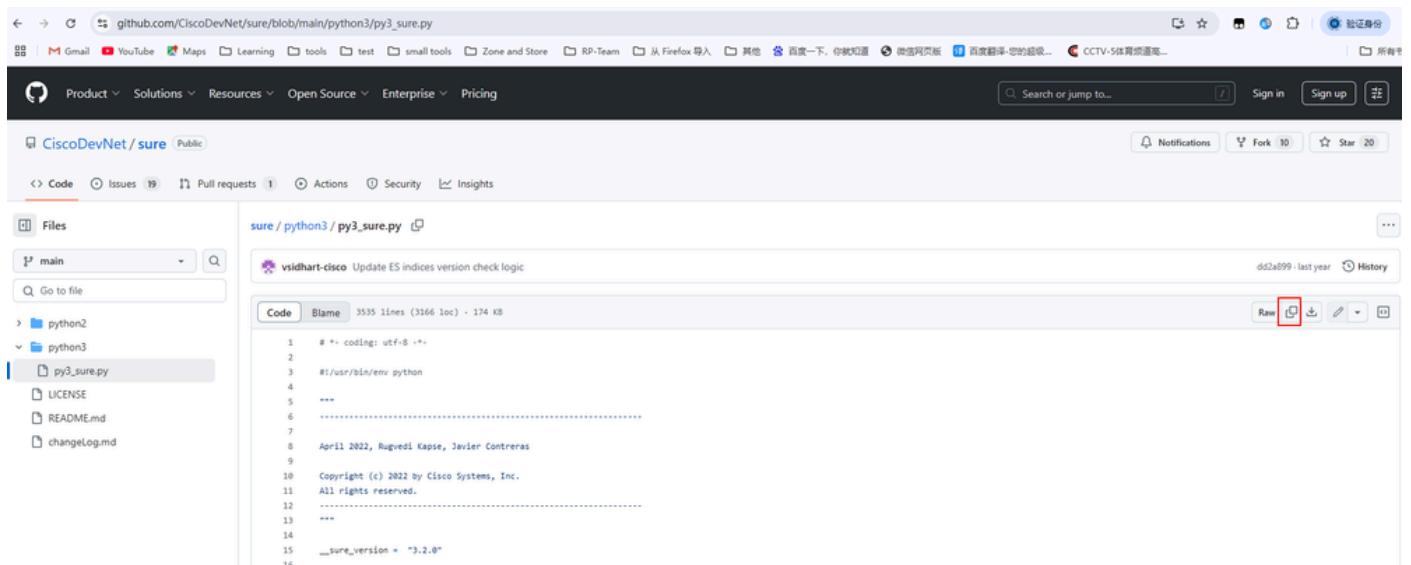 github.com/CiscoDevNet/sure/blob/main/python3/py3_sure.py
验证身份
Gmail YouTube Maps Learning tools test small tools Zone and Store RP-Team 从 Firefox 导入 其他 百度一下，你就知道 微信网页版 百度翻译-您的超级... CCTV-5体育频道高...
Product Solutions Resources Open Source Enterprise Pricing Search or jump to... / Sign in Sign up
CiscoDevNet / sure Public Notifications Fork 10 Star 20
Code Issues 19 Pull requests 1 Actions Security Insights
Files
sure / python3 / py3_sure.py
main
vsidhart-cisco Update ES indices version check logic dd2a899 · last year History
Go to file
Code Blame 3535 lines (3166 loc) · 174 KB Raw
python2
python3
py3_sure.py
LICENSE
README.md
changeLog.md
1 # *- coding: utf-8 -*-
2
3 #!/usr/bin/env python
4
5 """
6 -------------------------------------------------------------------
7
8 April 2022, Rugvedi Kapse, Javier Contreras
9
10 Copyright (c) 2022 by Cisco Systems, Inc.
11 All rights reserved.
12 -------------------------------------------------------------------
13 """
14
15 __sure_version = "3.2.0"
16